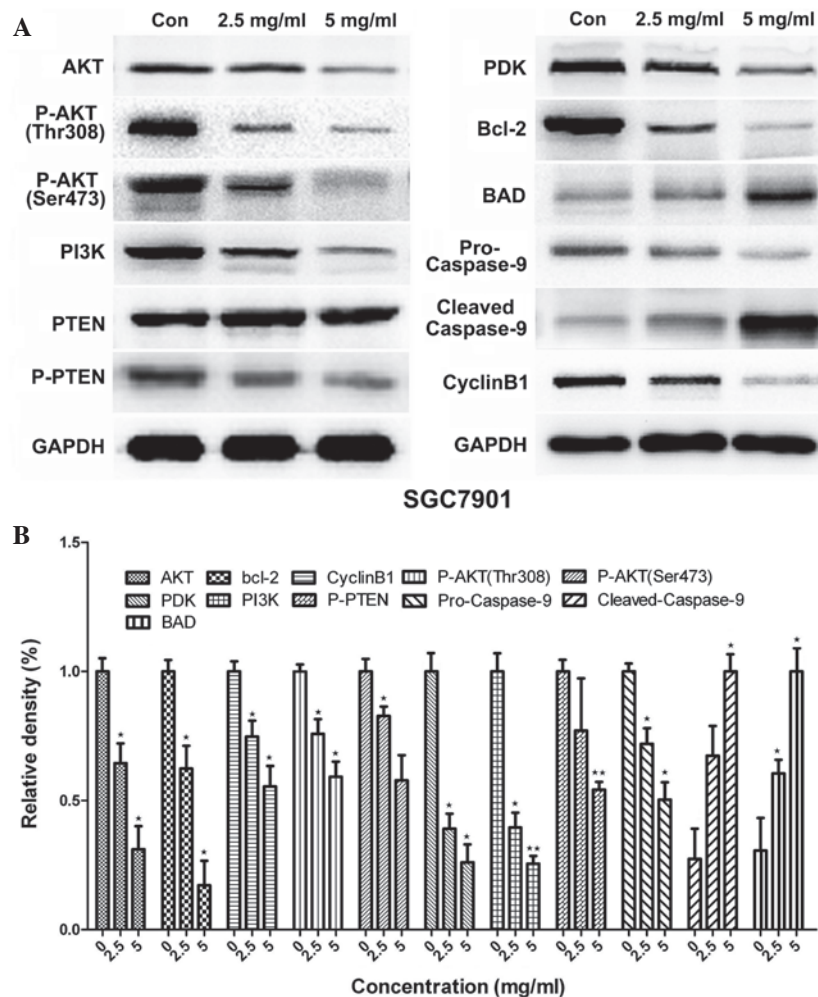 A
Con 2.5 mg/ml 5 mg/ml
AKT
P-AKT
(Thr308)
P-AKT
(Ser473)
PI3K
PTEN
P-PTEN
GAPDH
Con 2.5 mg/ml 5 mg/ml
PDK
Bcl-2
BAD
Pro-
Caspase-9
Cleaved
Caspase-9
CyclinB1
GAPDH
SGC7901
B
AKT bcl-2 CyclinB1 P-AKT(Thr308) P-AKT(Ser473)
PDK PI3K P-PTEN Pro-Caspase-9 Cleaved-Caspase-9
BAD
Relative density (%)
1.5
1.0
0.5
0.0
* * * * * * * * * * * * ** ** * * * * *
0 2.5 5 0 2.5 5 0 2.5 5 0 2.5 5 0 2.5 5 0 2.5 5 0 2.5 5 0 2.5 5 0 2.5 5 0 2.5 5 0 2.5 5
Concentration (mg/ml)